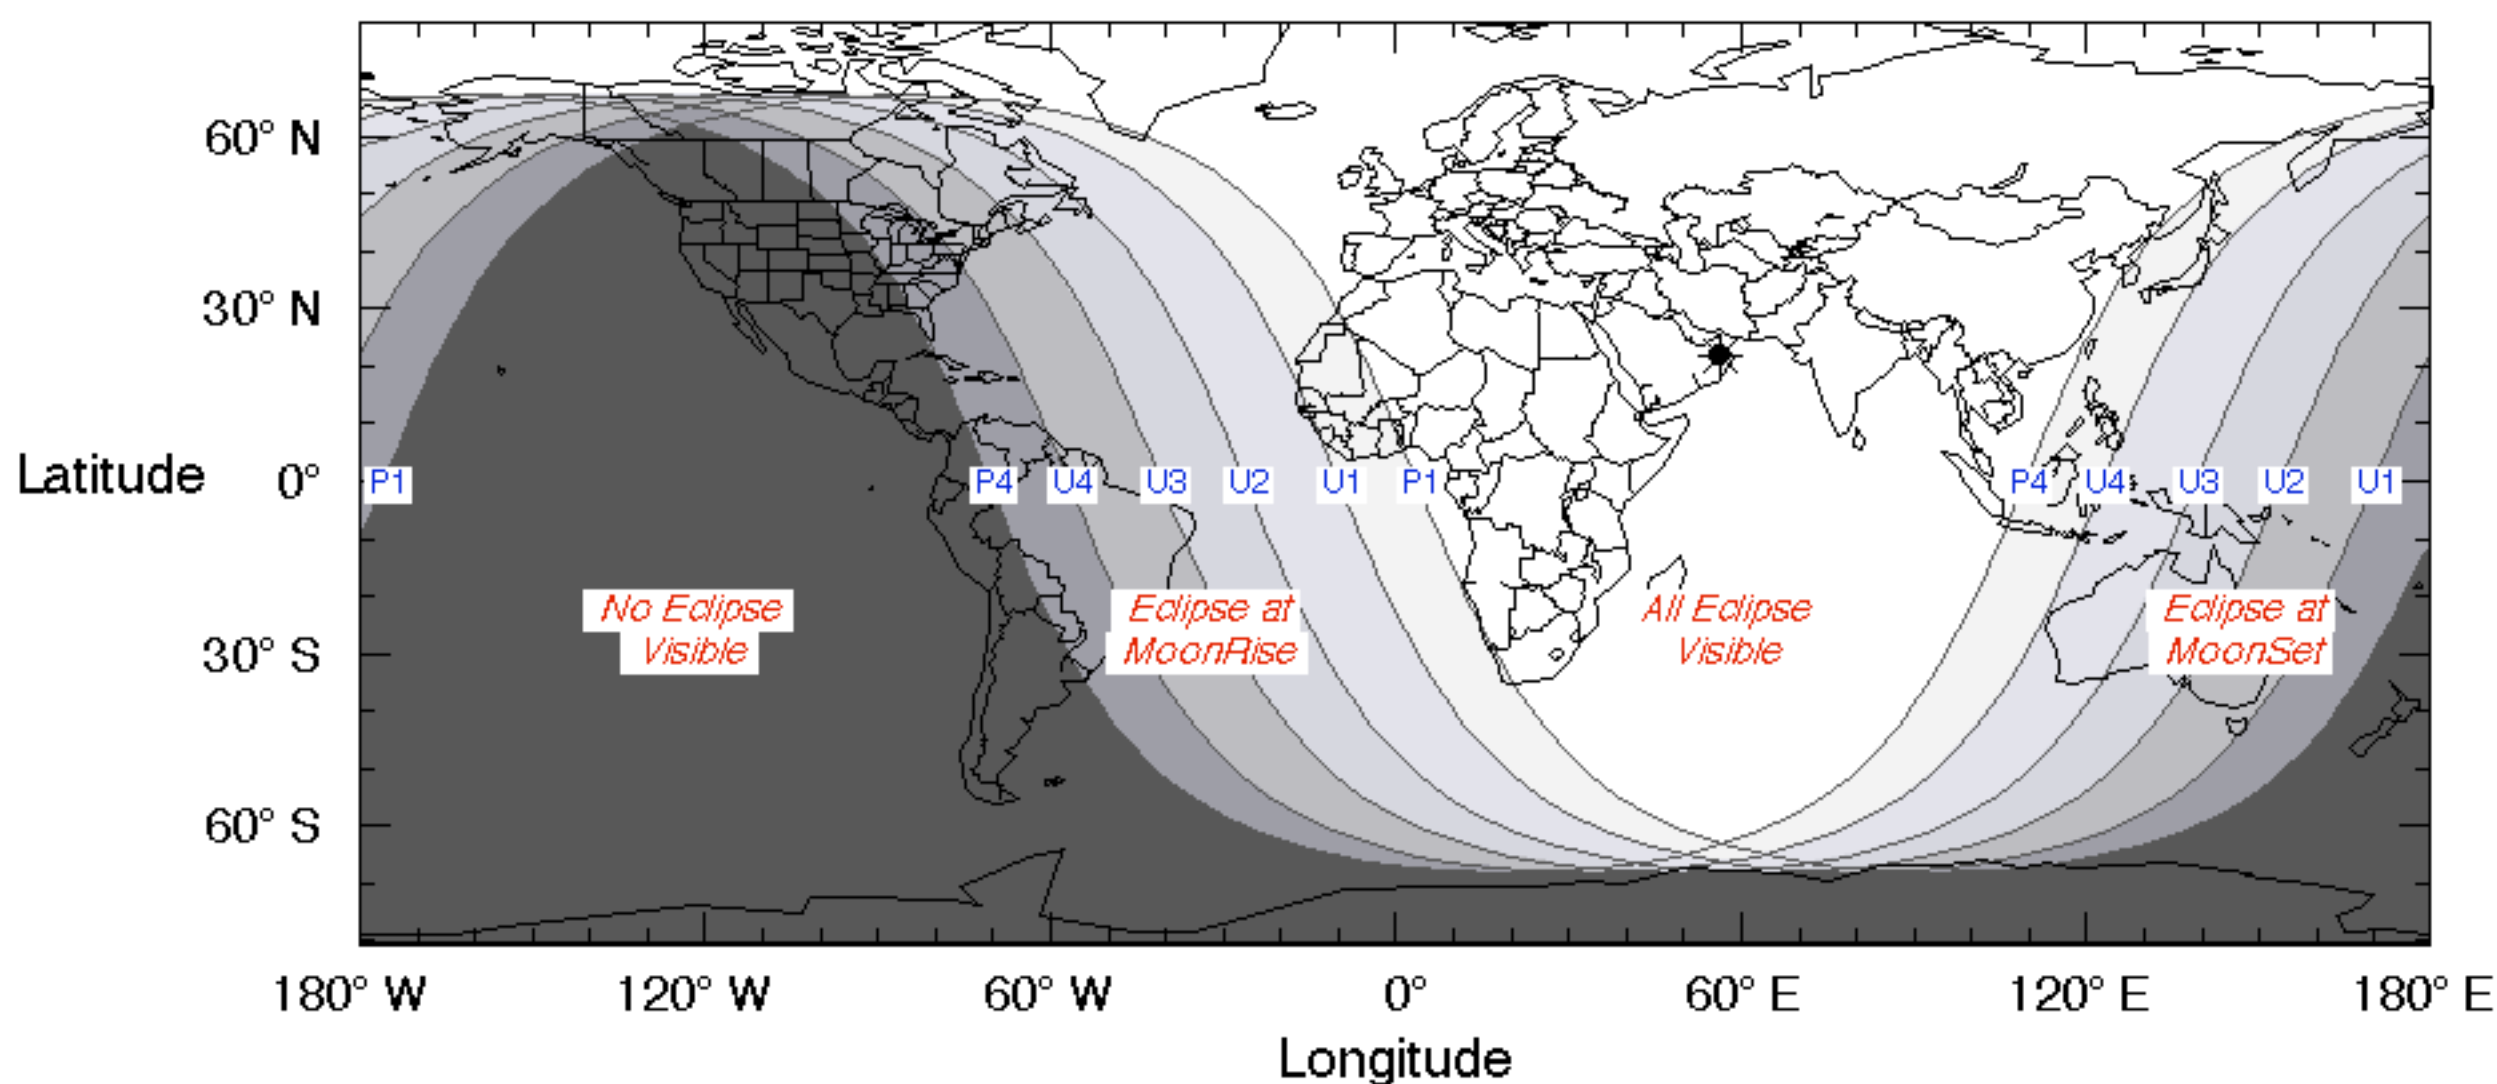 60° N
30° N
Latitude 0°
P1 P4 U4 U3 U2 U1 P1 P4 U4 U3 U2 U1
No Eclipse
Visible
Eclipse at
MoonRise
All Eclipse
Visible
Eclipse at
MoonSet
30° S
60° S
180° W 120° W 60° W 0° 60° E 120° E 180° E
Longitude